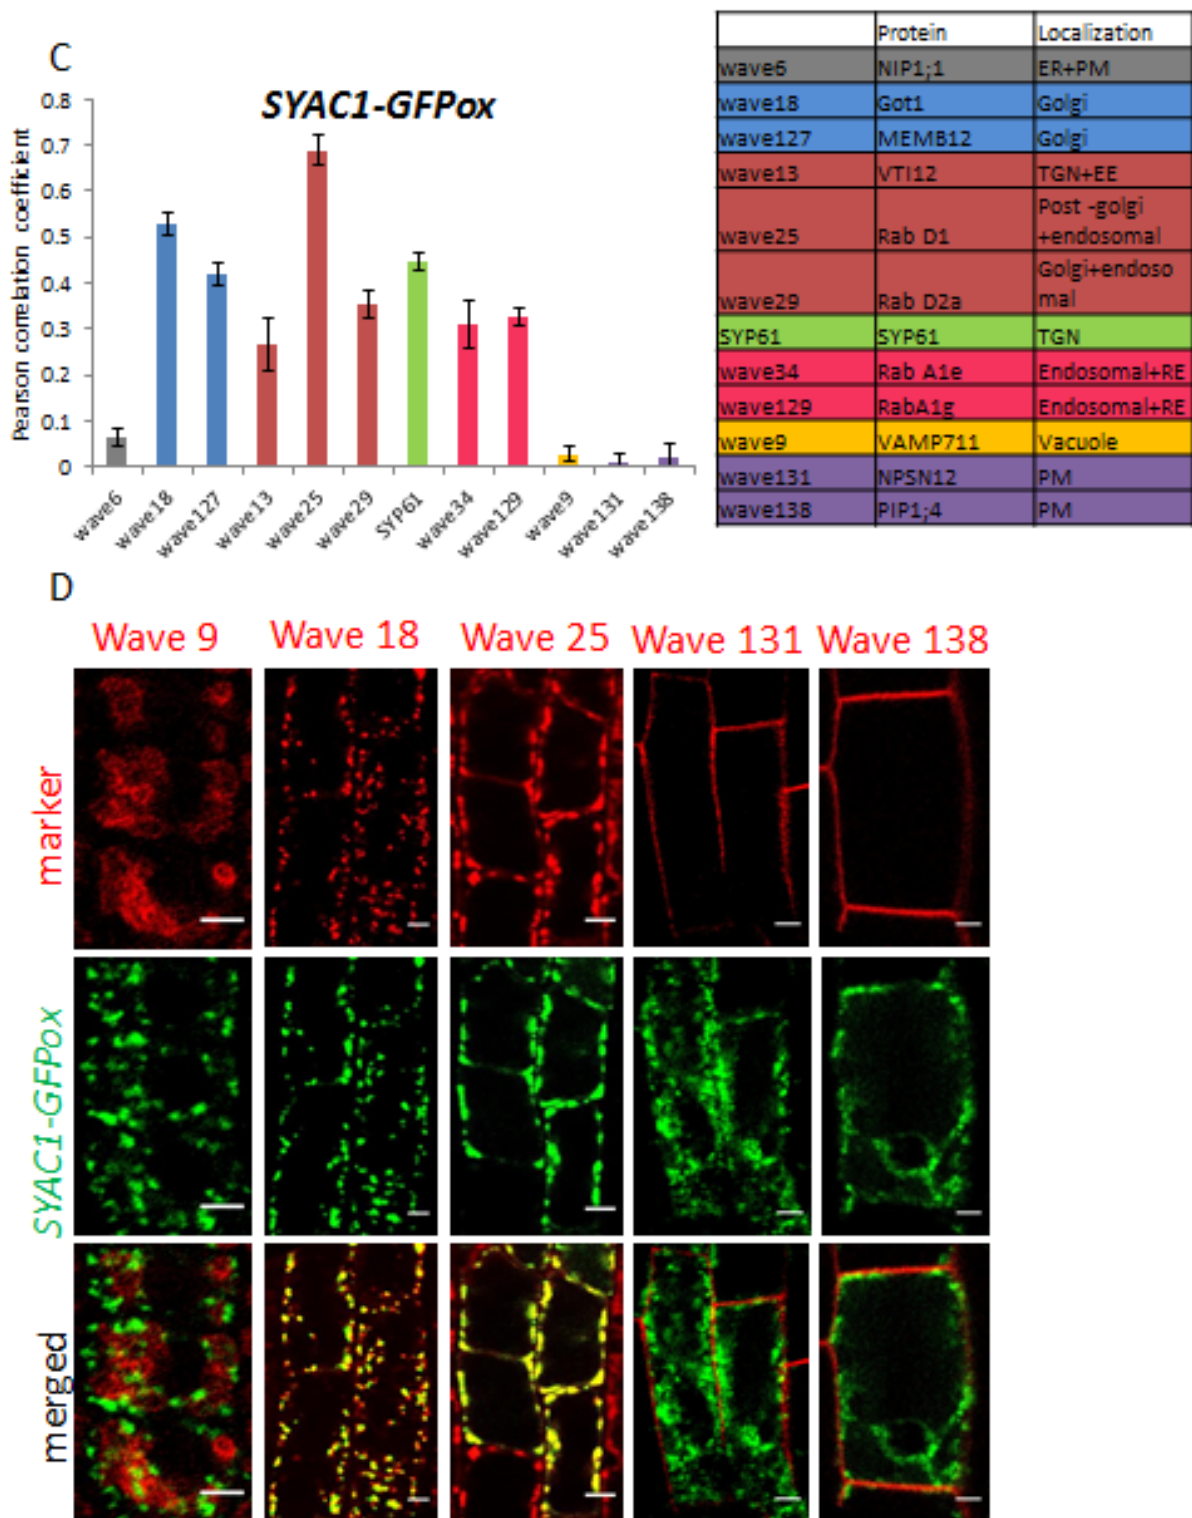 C
SYAC1-GFPox
Pearson correlation coefficient
0.8
0.7
0.6
0.5
0.4
0.3
0.2
0.1
0
wave6
wave18
wave127
wave13
wave25
wave29
SYP61
wave34
wave129
wave9
wave131
wave138
Protein Localization
wave6 NIP1;1 ER+PM
wave18 Got1 Golgi
wave127 MEMB12 Golgi
wave13 VTI12 TGN+EE
Post -golgi
wave25 Rab D1 +endosomal
Golgi+endoso
wave29 Rab D2a mal
SYP61 SYP61 TGN
wave34 Rab A1e Endosomal+RE
wave129 RabA1g Endosomal+RE
wave9 VAMP711 Vacuole
wave131 NPSN12 PM
wave138 PIP1;4 PM
D
Wave 9 Wave 18 Wave 25 Wave 131 Wave 138
marker
SYAC1-GFPox
merged